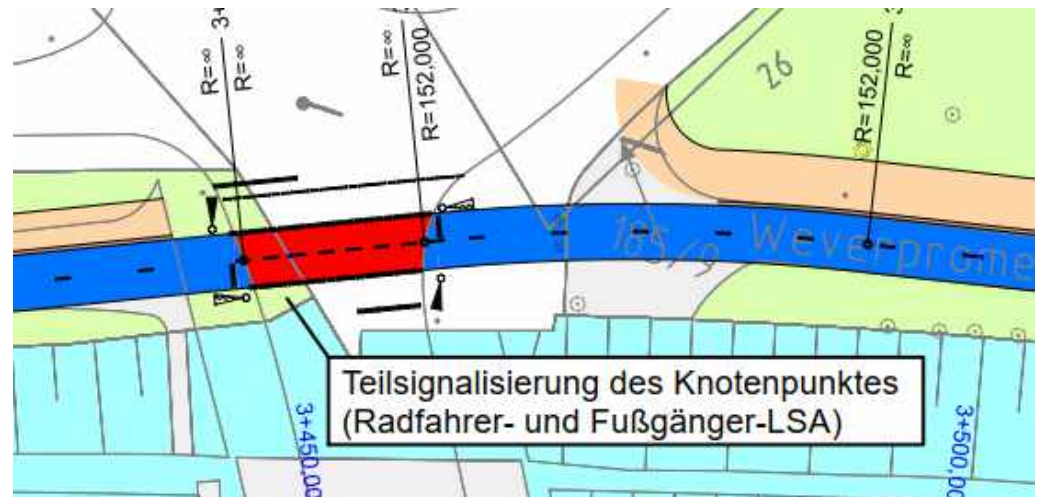 R=∞
R=∞
R=∞
R=152,000
R=152,000
R=∞
26
185/9
Weverprome
Teilsignalisierung des Knotenpunktes
(Radfahrer- und Fußgänger-LSA)
3+450,00
3+500,00